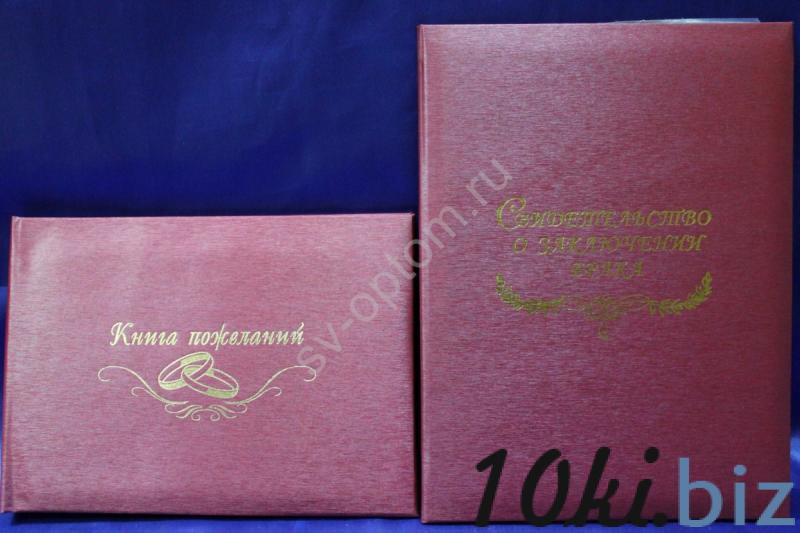 Книга пожеланий
Свидетельство
о заключении
брака
sv-optom.ru
10ki.biz